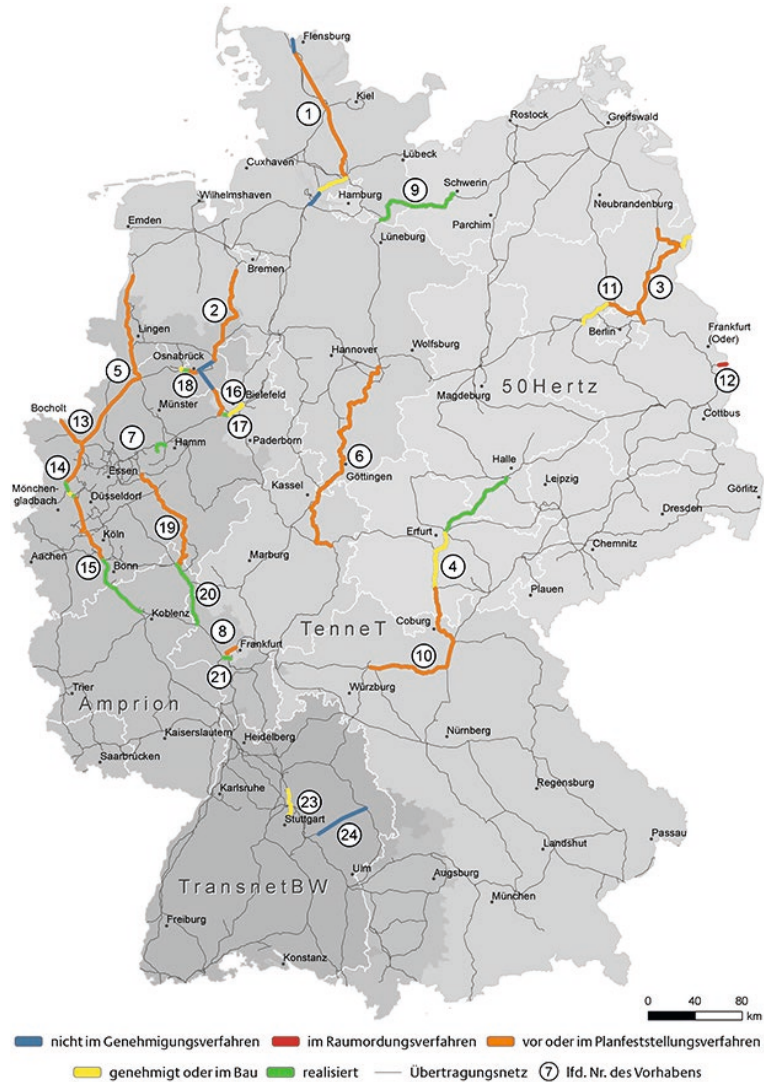 Flensburg
Kiel
1
Rostock
Greifswald
Cuxhaven
Lübeck
9
Schwerin
Wilhelmshaven
Hamburg
Neubrandenburg
Parchim
Emden
Lüneburg
Bremen
11
3
2
Lingen
Berlin
Frankfurt
(Oder)
Hannover
Wolfsburg
Osnabrück
5
18
16
Bielefeld
50Hertz
12
Magdeburg
Bocholt
13
Münster
17
Cottbus
7
Hamm
Paderborn
6
Halle
14
Essen
Göttingen
Leipzig
Mönchen-
gladbach
Düsseldorf
Kassel
Görlitz
19
Dresden
Köln
Erfurt
Aachen
15
Bonn
Marburg
4
Chemnitz
20
Plauen
Koblenz
8
TenneT
Coburg
Frankfurt
21
10
Trier
Würzburg
Amprion
Kaiserslautern
Heidelberg
Nürnberg
Saarbrücken
Karlsruhe
23
Regensburg
Stuttgart
24
Passau
Landshut
Ulm
Augsburg
TransnetBW
München
Freiburg
Konstanz
0 40 80
km
nicht im Genehmigungsverfahren im Raumordungsverfahren vor oder im Planfeststellungsverfahren
genehmigt oder im Bau realisiert Übertragungsnetz 7 lfd. Nr. des Vorhabens